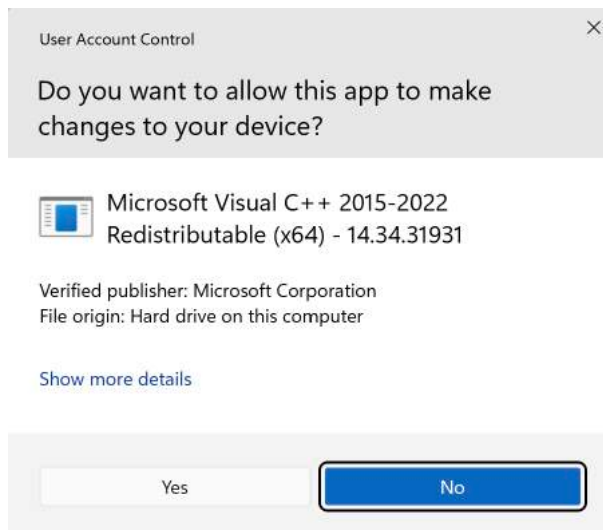 User Account Control
Do you want to allow this app to make
changes to your device?
Microsoft Visual C++ 2015-2022
Redistributable (x64) - 14.34.31931
Verified publisher: Microsoft Corporation
File origin: Hard drive on this computer
Show more details
Yes
No